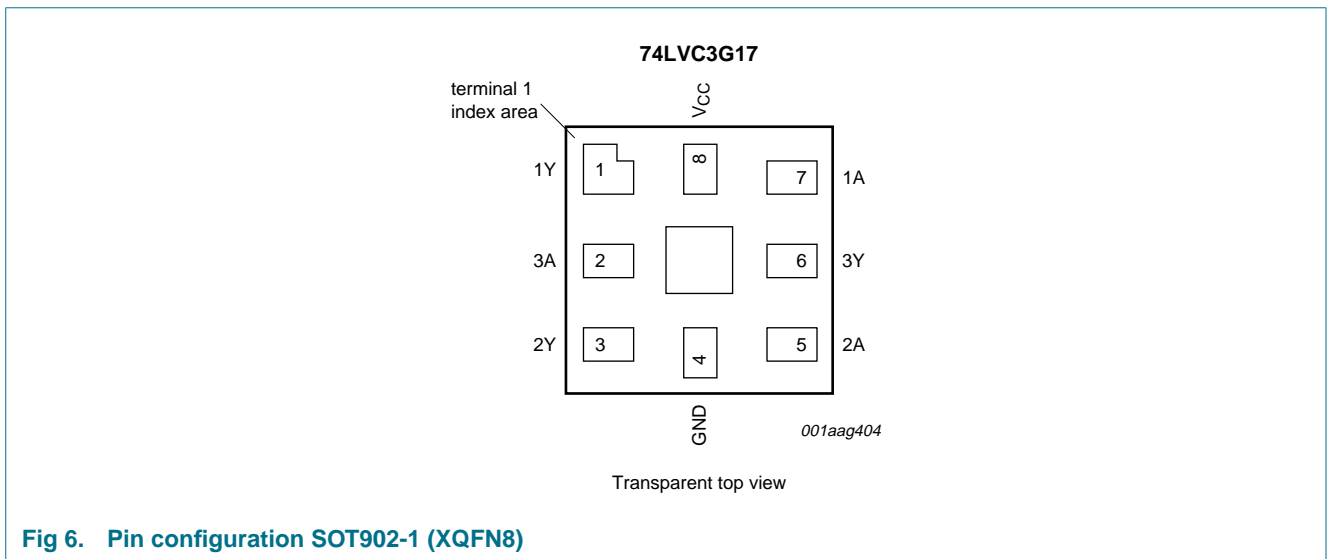 74LVC3G17
terminal 1
index area
VCC
1Y 1 8 7 1A
3A 2 6 3Y
2Y 3 4 5 2A
GND
001aag404
Transparent top view
Fig 6. Pin configuration SOT902-1 (XQFN8)